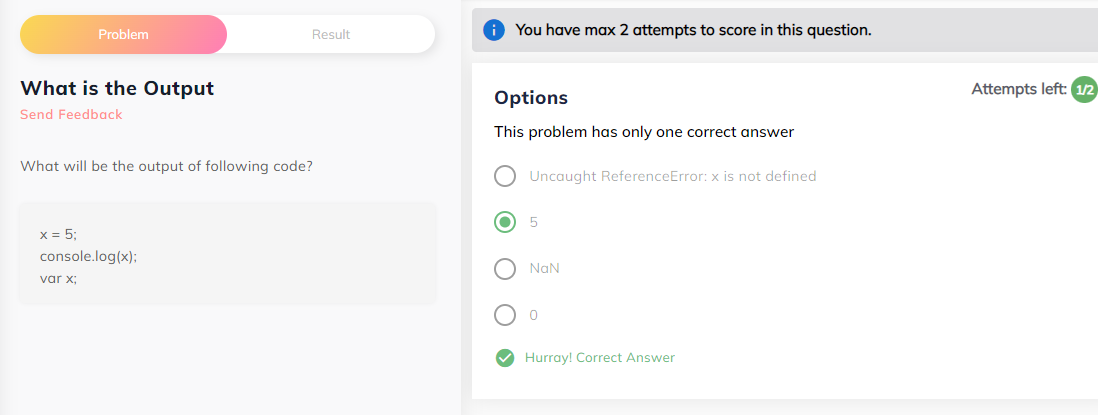 Problem
Result
What is the Output
Send Feedback
What will be the output of following code?
x = 5;
console.log(x);
var x;
You have max 2 attempts to score in this question.
Attempts left: 1/2
Options
This problem has only one correct answer
Uncaught ReferenceError: x is not defined
5
NaN
0
Hurray! Correct Answer